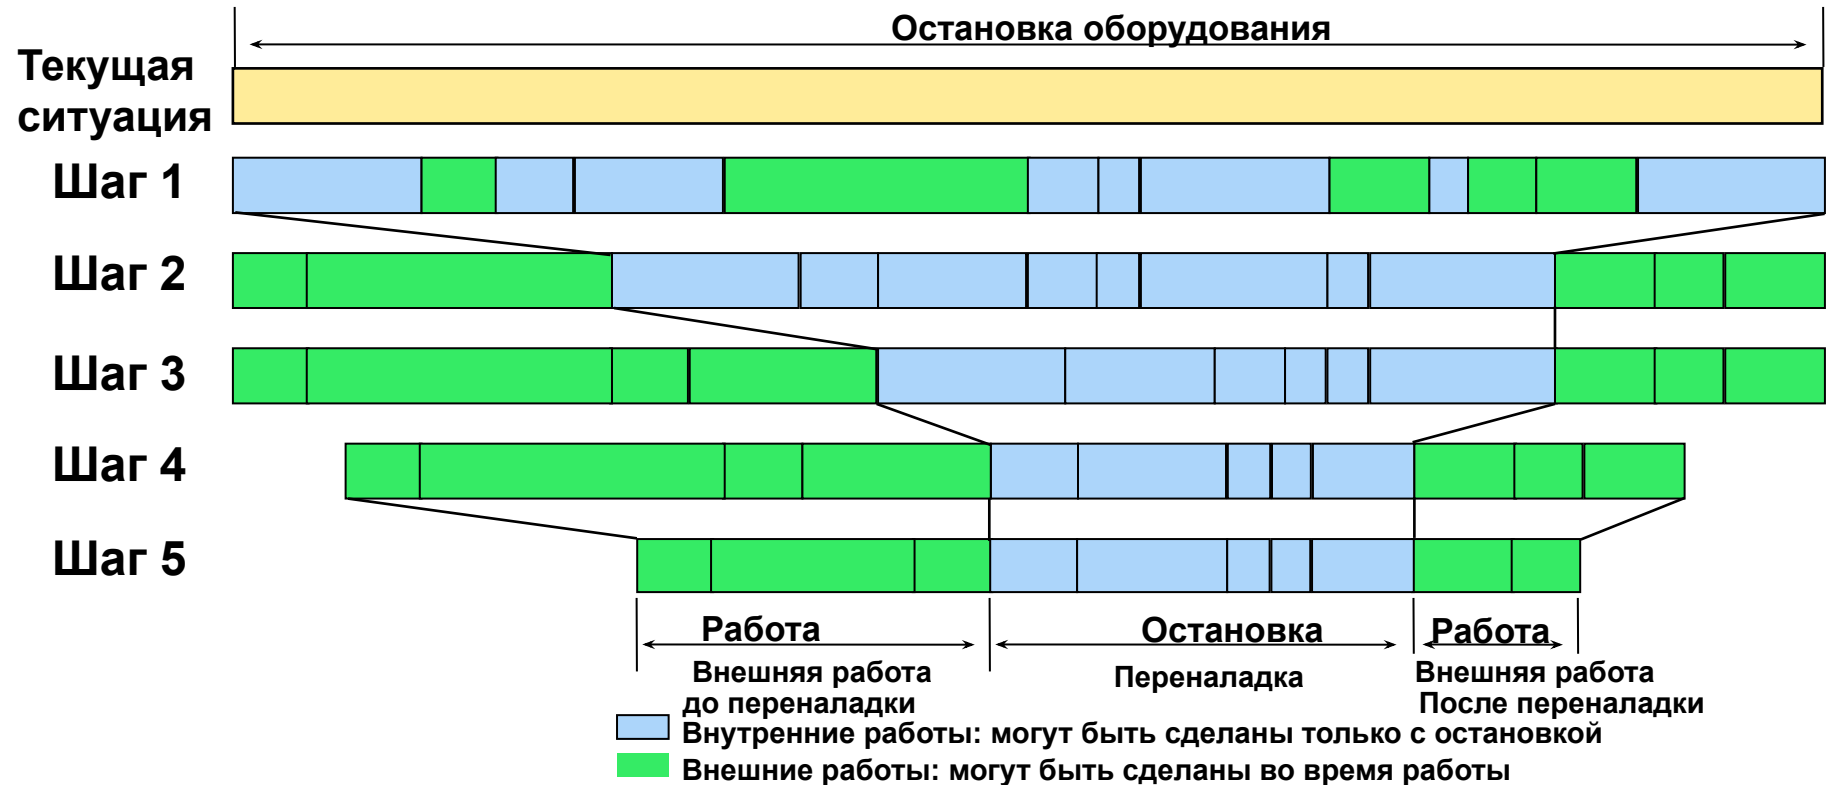 Остановка оборудования
Текущая
ситуация
Шаг 1
Шаг 2
Шаг 3
Шаг 4
Шаг 5
Работа
Остановка
Работа
Внешняя работа
до переналадки
Переналадка
Внешняя работа
После переналадки
Внутренние работы: могут быть сделаны только с остановкой
Внешние работы: могут быть сделаны во время работы